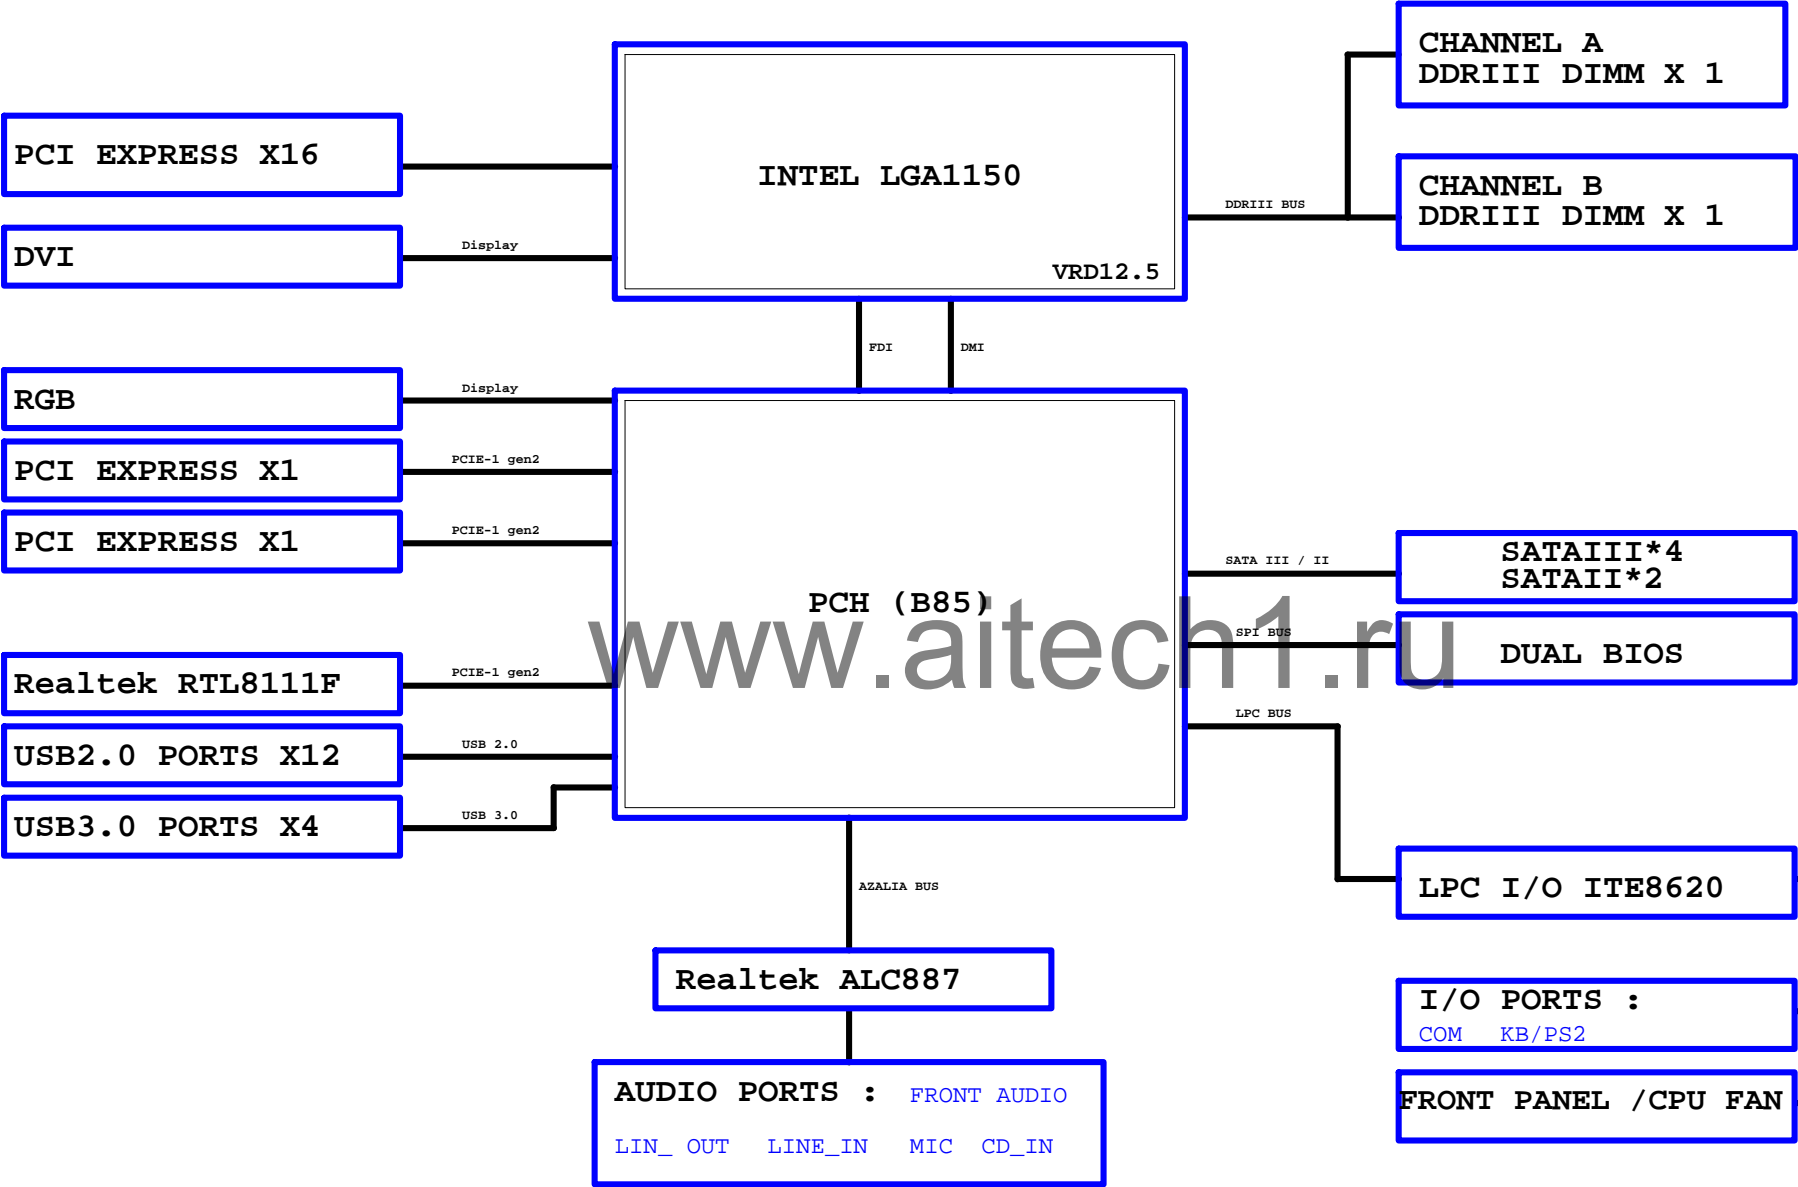 CHANNEL A
DDRIII DIMM X 1
PCI EXPRESS X16
INTEL LGA1150
CHANNEL B
DDRIII DIMM X 1
DDRIII BUS
DVI
Display
VRD12.5
FDI
DMI
RGB
Display
PCI EXPRESS X1
PCIE-1 gen2
PCI EXPRESS X1
PCIE-1 gen2
SATA III / II
SATAIII*4
SATAII*2
PCH (B85)
www.aitech1.ru
SPI BUS
DUAL BIOS
Realtek RTL8111F
PCIE-1 gen2
LPC BUS
USB2.0 PORTS X12
USB 2.0
USB3.0 PORTS X4
USB 3.0
AZALIA BUS
LPC I/O ITE8620
Realtek ALC887
I/O PORTS :
COM KB/PS2
AUDIO PORTS : FRONT AUDIO
LIN_ OUT LINE_IN MIC CD_IN
FRONT PANEL /CPU FAN